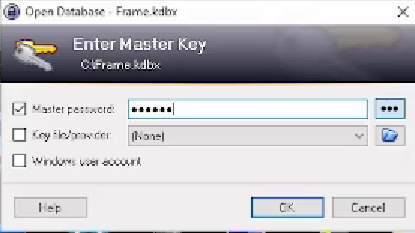 Open Database - Frame.kdbx
Enter Master Key
C:\Frame.kdbx
Master password: ●●●●●●
Key file/provider: (None)
Windows user account
Help OK Cancel